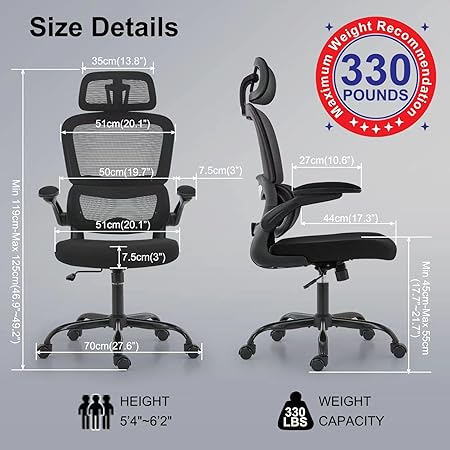 Size Details
Maximum Weight Recommendation
330
POUNDS
35cm(13.8")
51cm(20.1")
50cm(19.7")
7.5cm(3")
27cm(10.6")
51cm(20.1")
44cm(17.3")
7.5cm(3")
Min 119cm-Max 125cm(46.9"~49.2")
Min 45cm-Max 55cm
(17.7"~21.7")
70cm(27.6")
HEIGHT
5'4"~6'2"
330
LBS
WEIGHT
CAPACITY